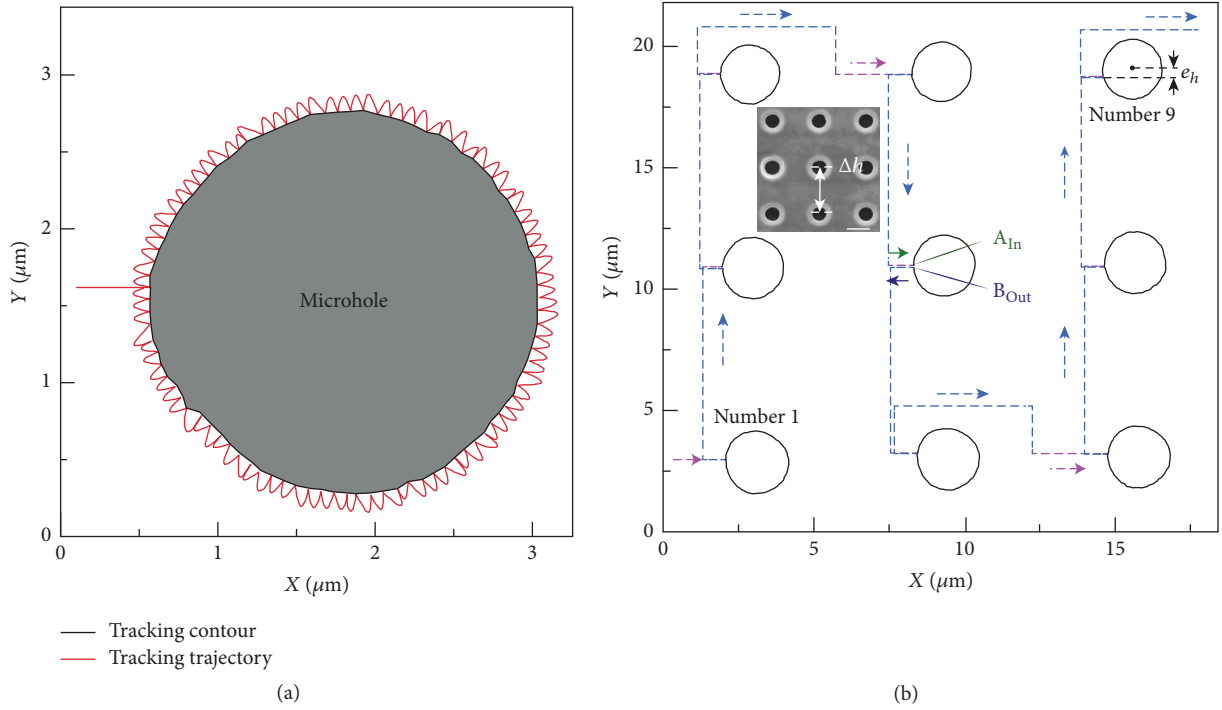 3
2
1
0
Y (μm)
0
1
2
3
X (μm)
Microhole
Tracking contour
Tracking trajectory
(a)
20
15
10
5
0
Y (μm)
0
5
10
15
X (μm)
Number 1
Number 9
e_h
Δh
A_In
B_Out
(b)